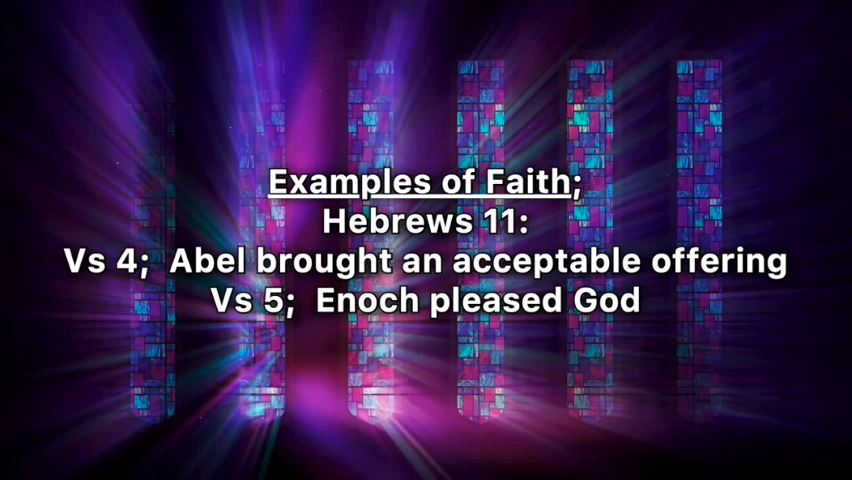 Examples of Faith;
Hebrews 11:
Vs 4;  Abel brought an acceptable offering
Vs 5;  Enoch pleased God